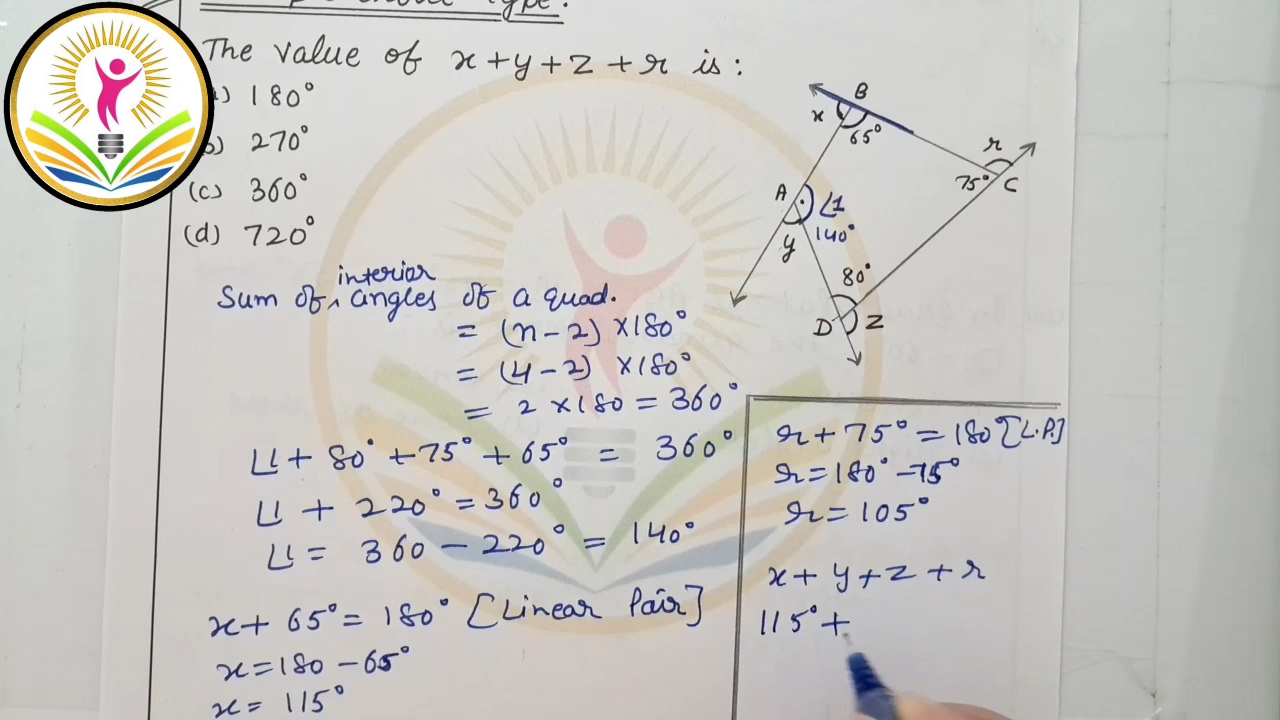 The value of x+y+z+r is:
) 180°
b) 270°
(c) 360°
(d) 720°
B
x
65°
r
75°
C
A
∠1
140°
y
80°
D
z
interior
Sum of ∧ angles of a quad.
= (n-2) ×180°
= (4-2) ×180°
= 2 ×180 = 360°
∠1 + 80° + 75° + 65° = 360°
∠1 + 220° = 360°
∠1 = 360 - 220° = 140°
x + 65° = 180° [Linear Pair]
x = 180 - 65°
x = 115°
r + 75° = 180° [L.P.]
r = 180° - 75°
r = 105°
x + y + z + r
115° +